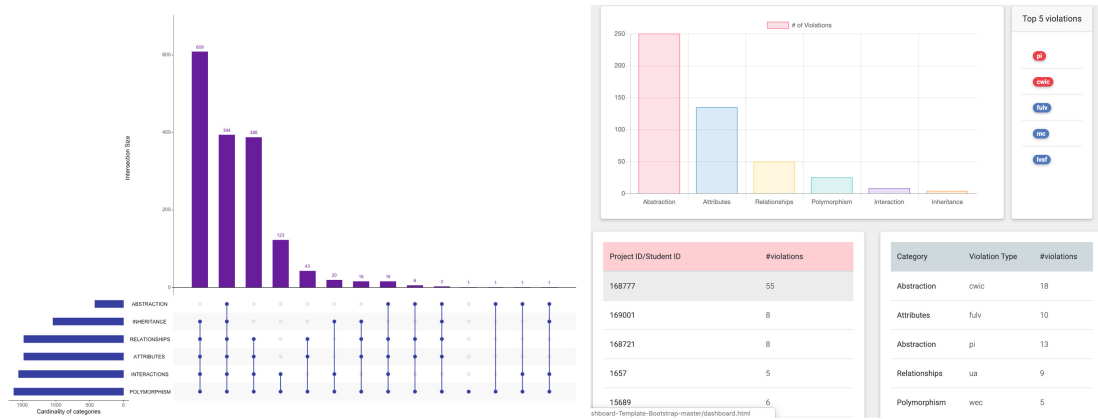 600
400
200
0
Intersection Size
609
394
388
123
43
20
16
16
5
3
1
1
1
1
ABSTRACTION
INHERITANCE
RELATIONSHIPS
ATTRIBUTES
INTERACTIONS
POLYMORPHISM
1500 1000 500 0
Cardinality of categories
# of Violations
250
200
150
100
50
0
Abstraction Attributes Relationships Polymorphism Interaction Inheritance
Top 5 violations
pi
cwic
fulv
mc
lvsf
Project ID/Student ID #violations
168777 55
169001 8
168721 8
1657 5
15689 6
shboard-Template-Bootstrap-master/dashboard.html
Category Violation Type #violations
Abstraction cwic 18
Attributes fulv 10
Abstraction pi 13
Relationships ua 9
Polymorphism wec 5